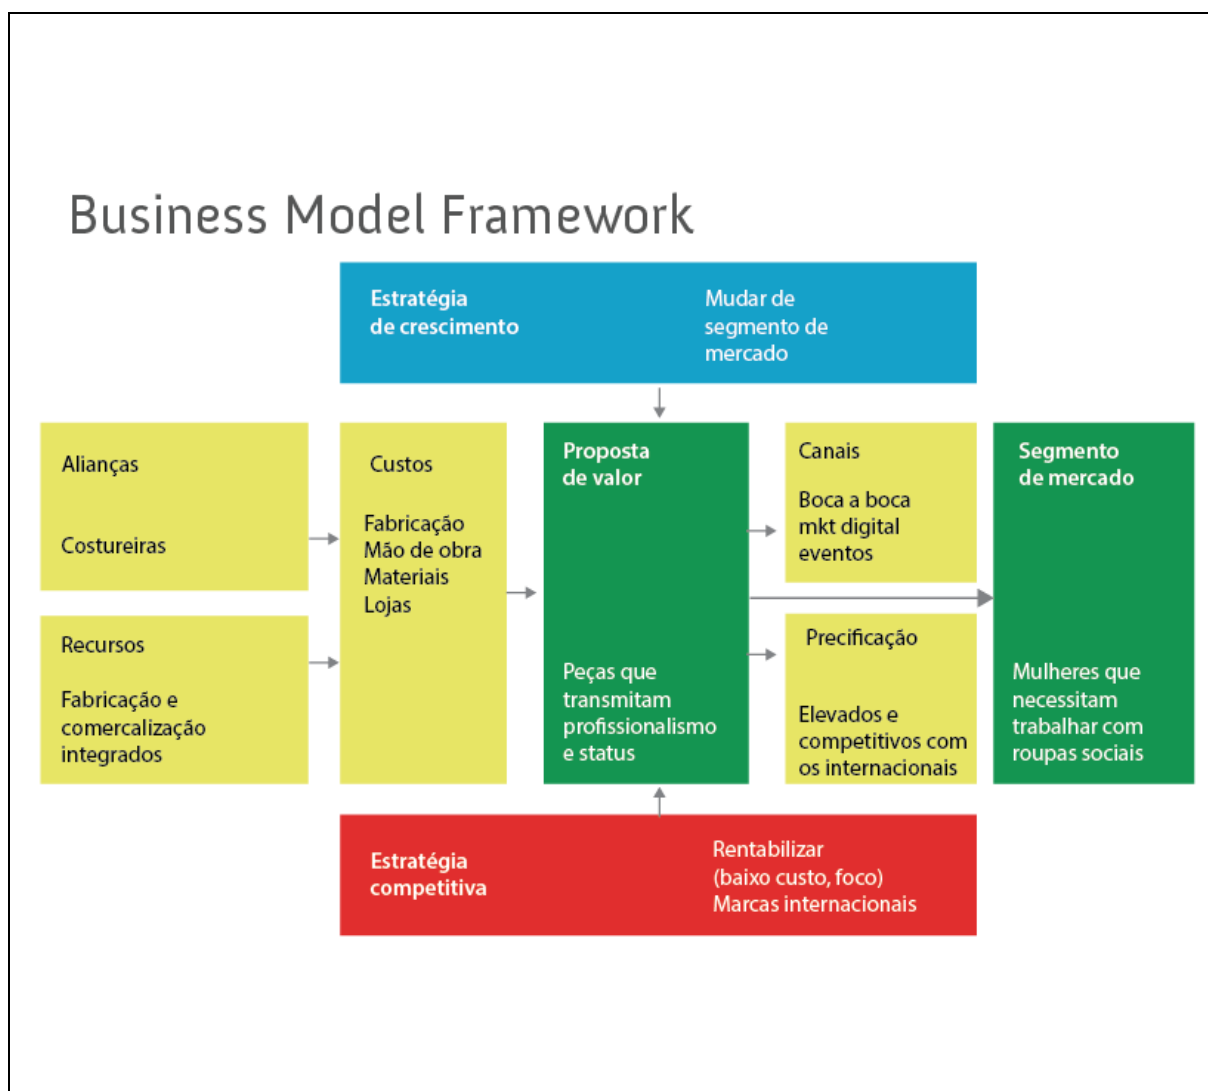 Business Model Framework
Estratégia
de crescimento
Mudar de
segmento de
mercado
Alianças
Costureiras
Recursos
Fabricação e
comercalização
integrados
Custos
Fabricação
Mão de obra
Materiais
Lojas
Proposta
de valor
Peças que
transmitam
profissionalismo
e status
Canais
Boca a boca
mkt digital
eventos
Precificação
Elevados e
competitivos com
os internacionais
Segmento
de mercado
Mulheres que
necessitam
trabalhar com
roupas sociais
Estratégia
competitiva
Rentabilizar
(baixo custo, foco)
Marcas internacionais